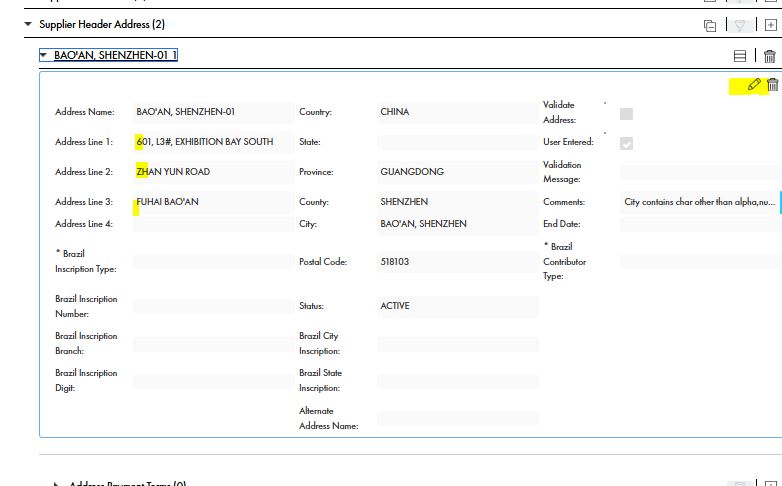 Supplier Header Address (2)
BAO'AN, SHENZHEN-01 1
Address Name: BAO'AN, SHENZHEN-01 Country: CHINA Validate Address:
Address Line 1: 601, L3#, EXHIBITION BAY SOUTH State: User Entered:
Address Line 2: ZHAN YUN ROAD Province: GUANGDONG Validation Message:
Address Line 3: FUHAI BAO'AN County: SHENZHEN Comments: City contains char other than alpha,nu...
Address Line 4: City: BAO'AN, SHENZHEN End Date:
* Brazil Inscription Type: Postal Code: 518103 * Brazil Contributor Type:
Brazil Inscription Number: Status: ACTIVE
Brazil Inscription Branch: Brazil City Inscription:
Brazil Inscription Digit: Brazil State Inscription:
Alternate Address Name:
Address Payment Terms (0)